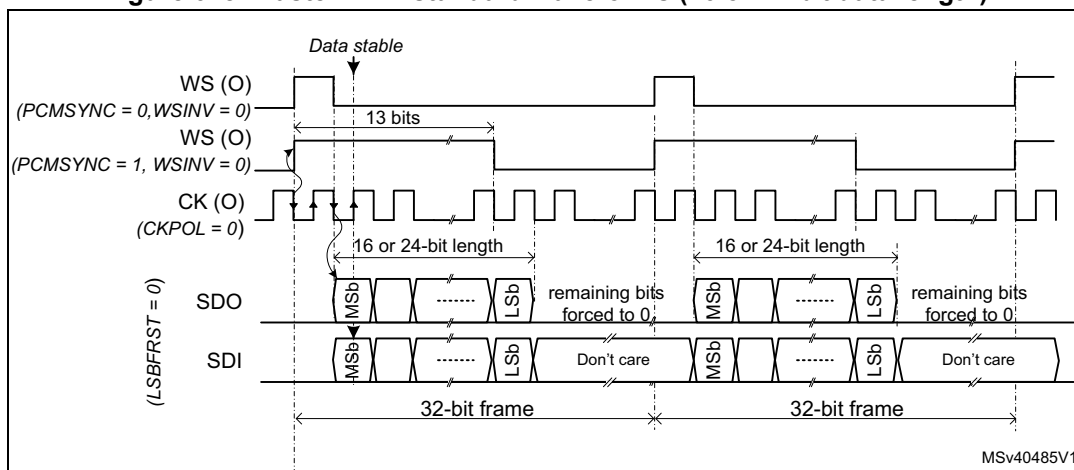 Data stable
WS (O)
(PCMSYNC = 0,WSINV = 0)
13 bits
WS (O)
(PCMSYNC = 1, WSINV = 0)
CK (O)
(CKPOL = 0)
16 or 24-bit length
16 or 24-bit length
(LSBFRST = 0)
SDO
MSb
LSb
remaining bits
forced to 0
MSb
LSb
remaining bits
forced to 0
SDI
MSb
LSb
Don't care
MSb
LSb
Don't care
32-bit frame
32-bit frame
MSv40485V1